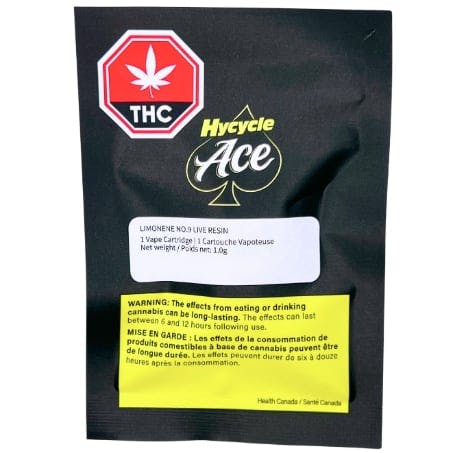 THC
Hycycle
Ace
LIMONENE NO.9 LIVE RESIN
1 Vape Cartridge | 1 Cartouche Vapoteuse
Net weight / Poids net: 1.0g
WARNING: The effects from eating or drinking
cannabis can be long-lasting. The effects can last
between 6 and 12 hours following use.
MISE EN GARDE : Les effets de la consommation de
produits comestibles à base de cannabis peuvent être
de longue durée. Les effets peuvent durer de six à douze
heures après la consommation.
Health Canada / Santé Canada